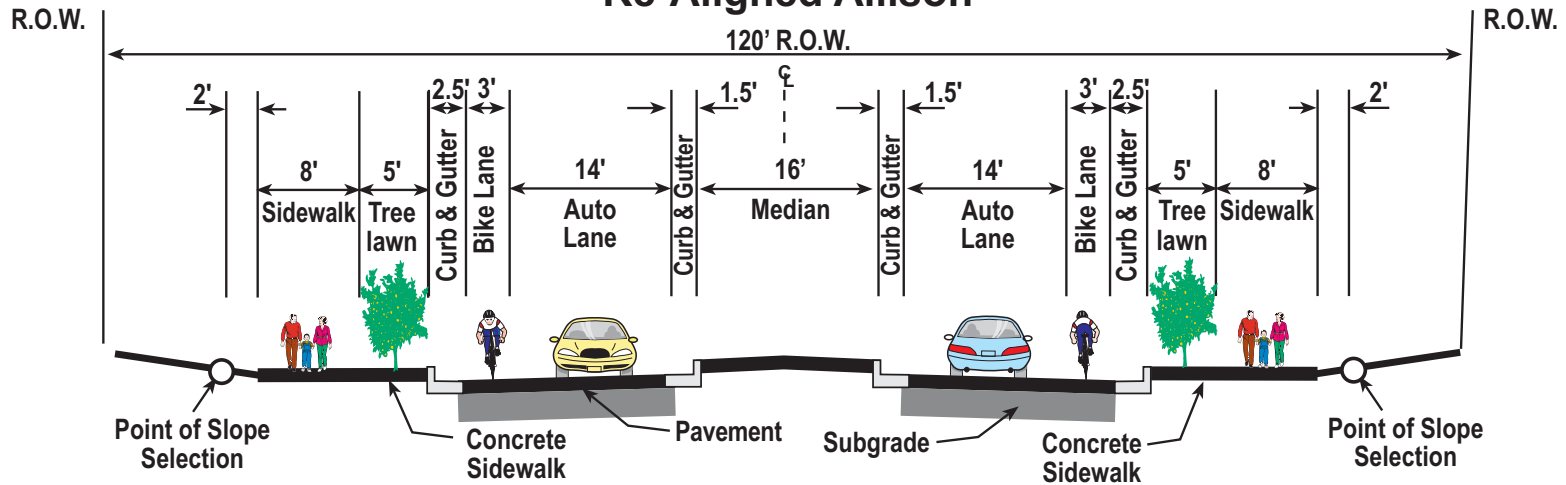 R.O.W.
R.O.W.
120’ R.O.W.
CL
2'
2.5'
3'
1.5'
1.5'
3'
2.5'
2'
8'
5'
14'
16’
14'
5'
8'
Sidewalk
Tree
lawn
Curb & Gutter
Bike Lane
Auto
Lane
Curb & Gutter
Median
Curb & Gutter
Auto
Lane
Bike Lane
Curb & Gutter
Tree
lawn
Sidewalk
Point of Slope
Selection
Concrete
Sidewalk
Pavement
Subgrade
Concrete
Sidewalk
Point of Slope
Selection